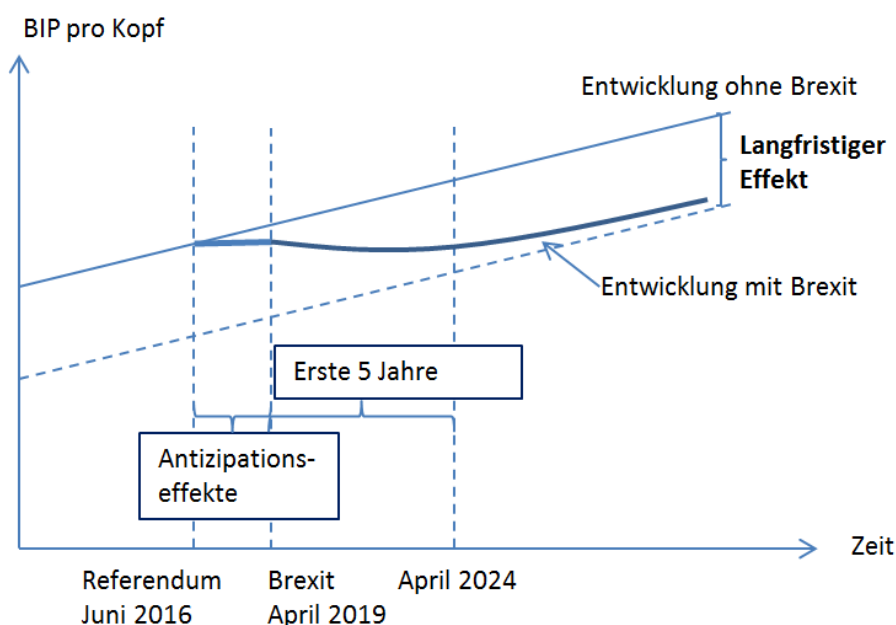 BIP pro Kopf
Entwicklung ohne Brexit
Langfristiger
Effekt
Entwicklung mit Brexit
Erste 5 Jahre
Antizipations-
effekte
Zeit
Referendum
Juni 2016
Brexit
April 2019
April 2024